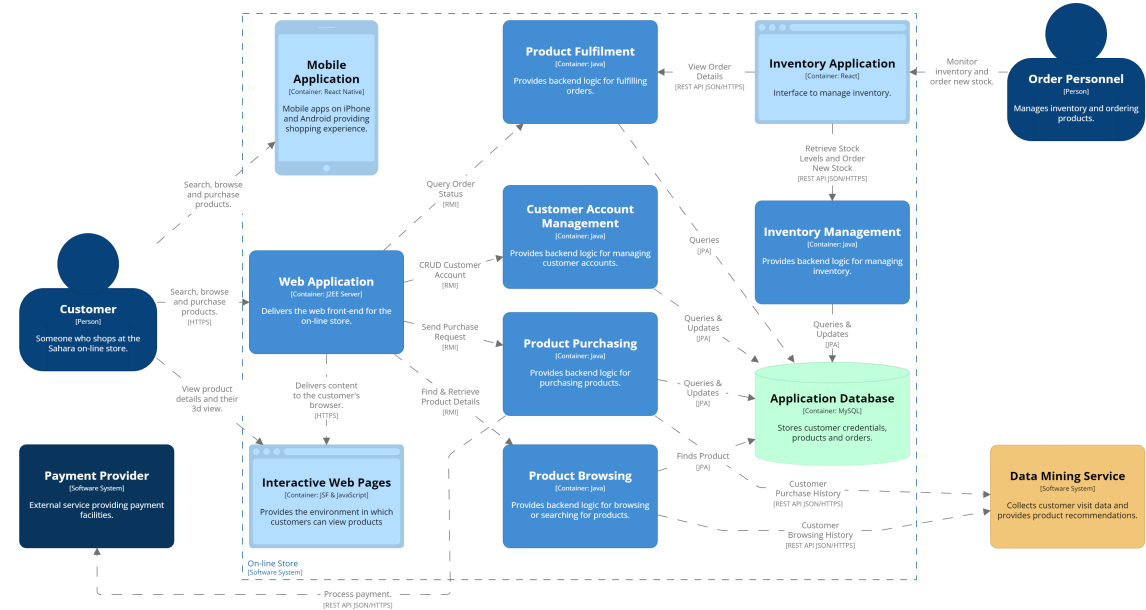 Mobile
Application
[Container: React Native]
Mobile apps on iPhone
and Android providing
shopping experience.
Product Fulfilment
[Container: Java]
Provides backend logic for fulfilling
orders.
View Order
Details
[REST API JSON/HTTPS]
Inventory Application
[Container: React]
Interface to manage inventory.
Monitor
inventory and
order new stock.
Order Personnel
[Person]
Manages inventory and ordering
products.
Search, browse
and purchase
products.
Query Order
Status
[RMI]
Retrieve Stock
Levels and Order
New Stock
[REST API JSON/HTTPS]
Customer Account
Management
[Container: Java]
Provides backend logic for managing
customer accounts.
Queries
[JPA]
Inventory Management
[Container: Java]
Provides backend logic for managing
inventory.
Customer
[Person]
Someone who shops at the
Sahara on-line store.
Search, browse
and purchase
products.
[HTTPS]
Web Application
[Container: J2EE Server]
Delivers the web front-end for the
on-line store.
CRUD Customer
Account
[RMI]
Send Purchase
Request
[RMI]
Product Purchasing
[Container: Java]
Provides backend logic for
purchasing products.
Queries &
Updates
[JPA]
Queries &
Updates
[JPA]
View product
details and their
3d view.
Delivers content
to the customer's
browser.
[HTTPS]
Find & Retrieve
Product Details
[RMI]
Queries &
Updates
[JPA]
Application Database
[Container: MySQL]
Stores customer credentials,
products and orders.
Payment Provider
[Software System]
External service providing payment
facilities.
Interactive Web Pages
[Container: JSF & JavaScript]
Provides the environment in which
customers can view products
Product Browsing
[Container: Java]
Provides backend logic for browsing
or searching for products.
Finds Product
[JPA]
Customer
Purchase History
[REST API JSON/HTTPS]
Customer
Browsing History
[REST API JSON/HTTPS]
Data Mining Service
[Software System]
Collects customer visit data and
provides product recommendations.
On-line Store
[Software System]
Process payment.
[REST API JSON/HTTPS]